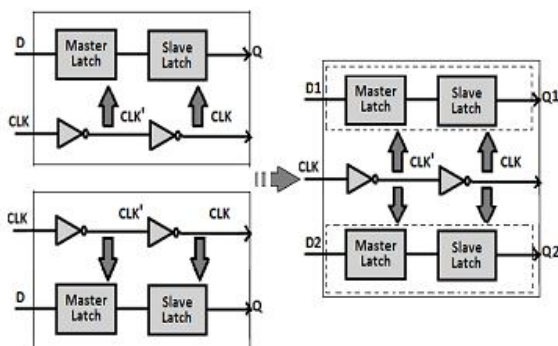 D
Master
Latch
Slave
Latch
Q
CLK
CLK'
CLK
CLK
CLK'
CLK
D
Master
Latch
Slave
Latch
Q
D1
Master
Latch
Slave
Latch
Q1
CLK
CLK'
CLK
D2
Master
Latch
Slave
Latch
Q2